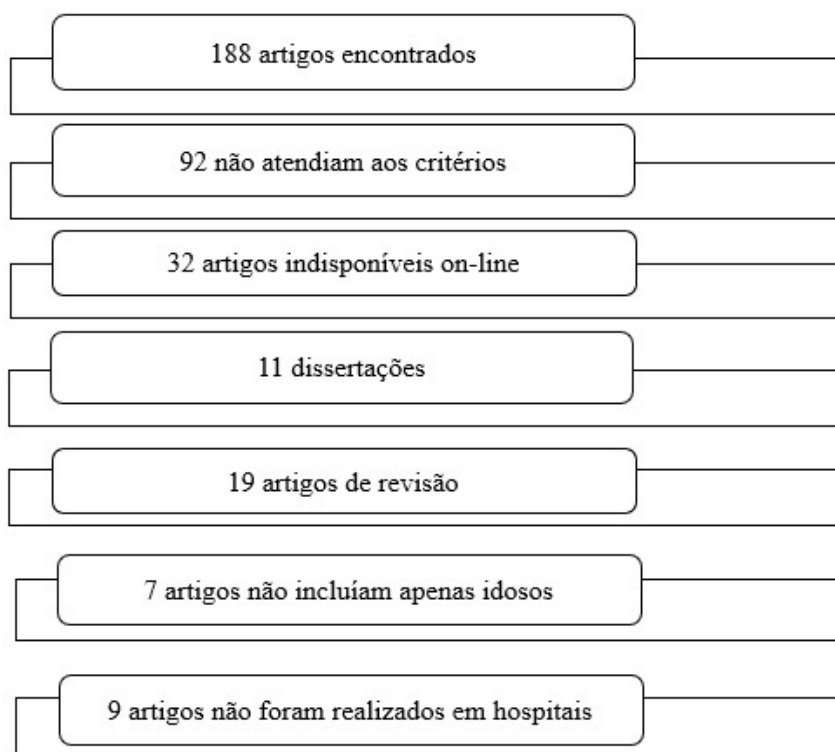 188 artigos encontrados
92 não atendiam aos critérios
32 artigos indisponíveis on-line
11 dissertações
19 artigos de revisão
7 artigos não incluíam apenas idosos
9 artigos não foram realizados em hospitais